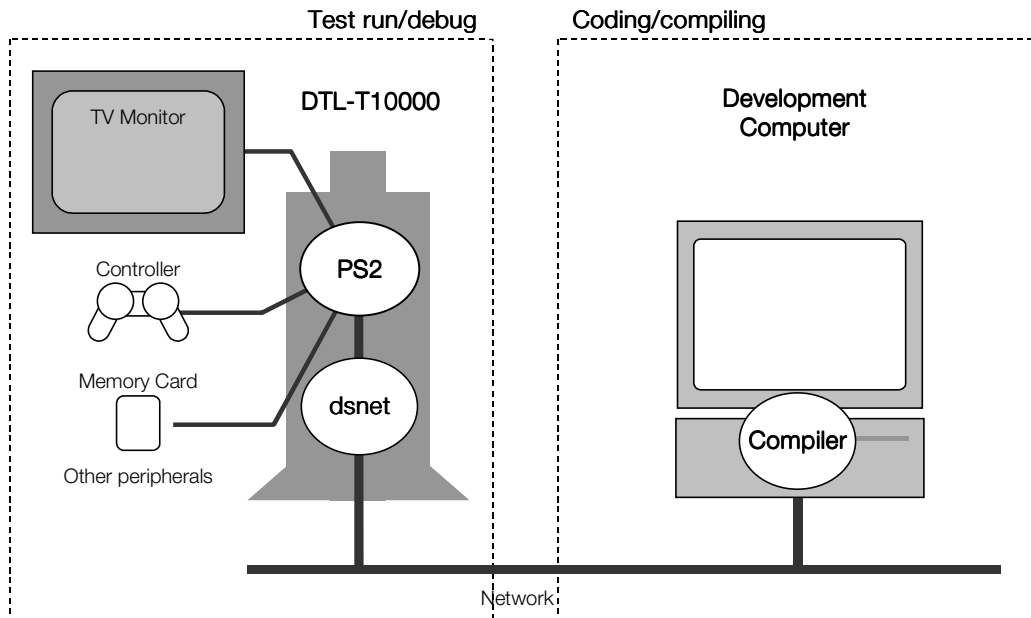 Test run/debug
Coding/compiling
TV Monitor
DTL-T10000
Development
Computer
PS2
Controller
Memory Card
dsnet
Compiler
Other peripherals
Network